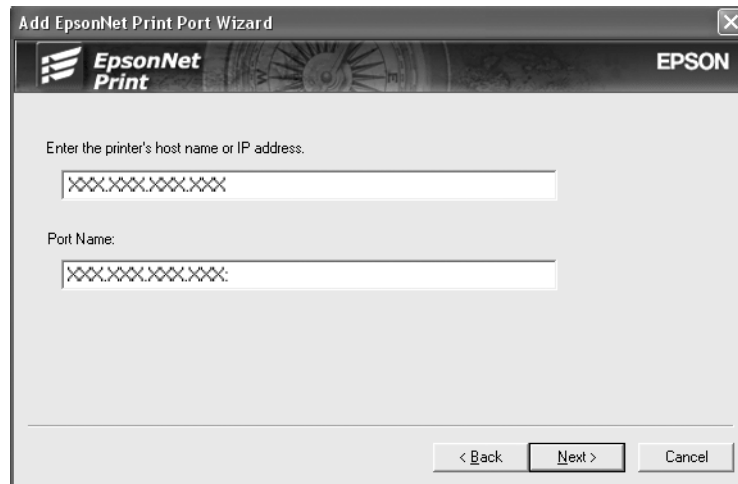 Add EpsonNet Print Port Wizard
EpsonNet
Print
EPSON
Enter the printer's host name or IP address.
XXX.XXX.XXX.XXX
Port Name:
XXX.XXX.XXX.XXX:
< Back
Next >
Cancel